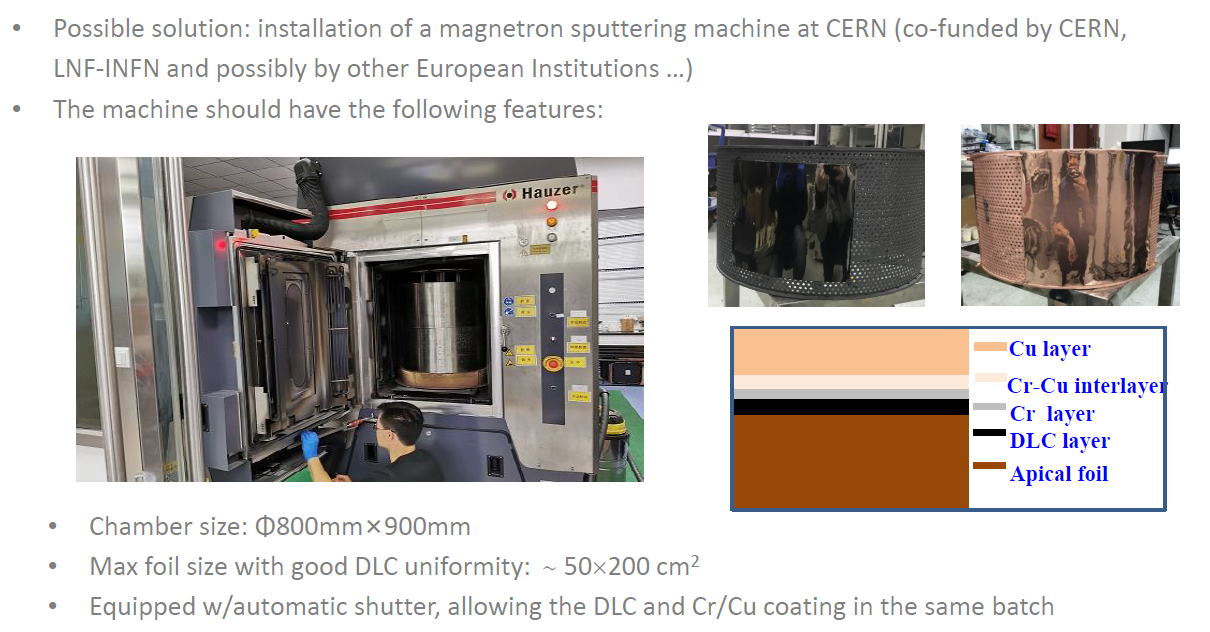 • Possible solution: installation of a magnetron sputtering machine at CERN (co-funded by CERN,
LNF-INFN and possibly by other European Institutions ...)
• The machine should have the following features:
Hauzer
Cu layer
Cr-Cu interlayer
Cr layer
DLC layer
Apical foil
• Chamber size: Φ800mm×900mm
• Max foil size with good DLC uniformity: ~ 50×200 cm²
• Equipped w/automatic shutter, allowing the DLC and Cr/Cu coating in the same batch